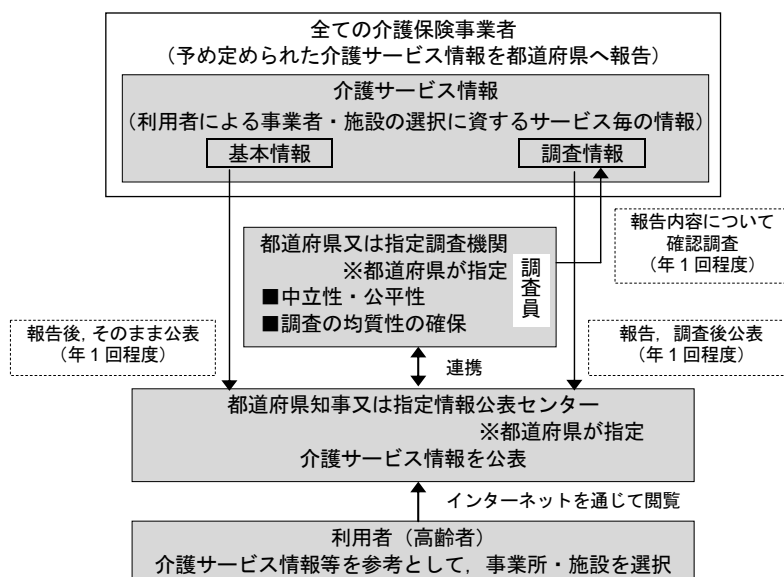 全ての介護保険事業者
（予め定められた介護サービス情報を都道府県へ報告）
介護サービス情報
（利用者による事業者・施設の選択に資するサービス毎の情報）
基本情報
調査情報
報告内容について
確認調査
（年１回程度）
都道府県又は指定調査機関
※都道府県が指定
■中立性・公平性
■調査の均質性の確保
調査員
報告後，そのまま公表
（年１回程度）
報告，調査後公表
（年１回程度）
連携
都道府県知事又は指定情報公表センター
※都道府県が指定
介護サービス情報を公表
インターネットを通じて閲覧
利用者（高齢者）
介護サービス情報等を参考として，事業所・施設を選択